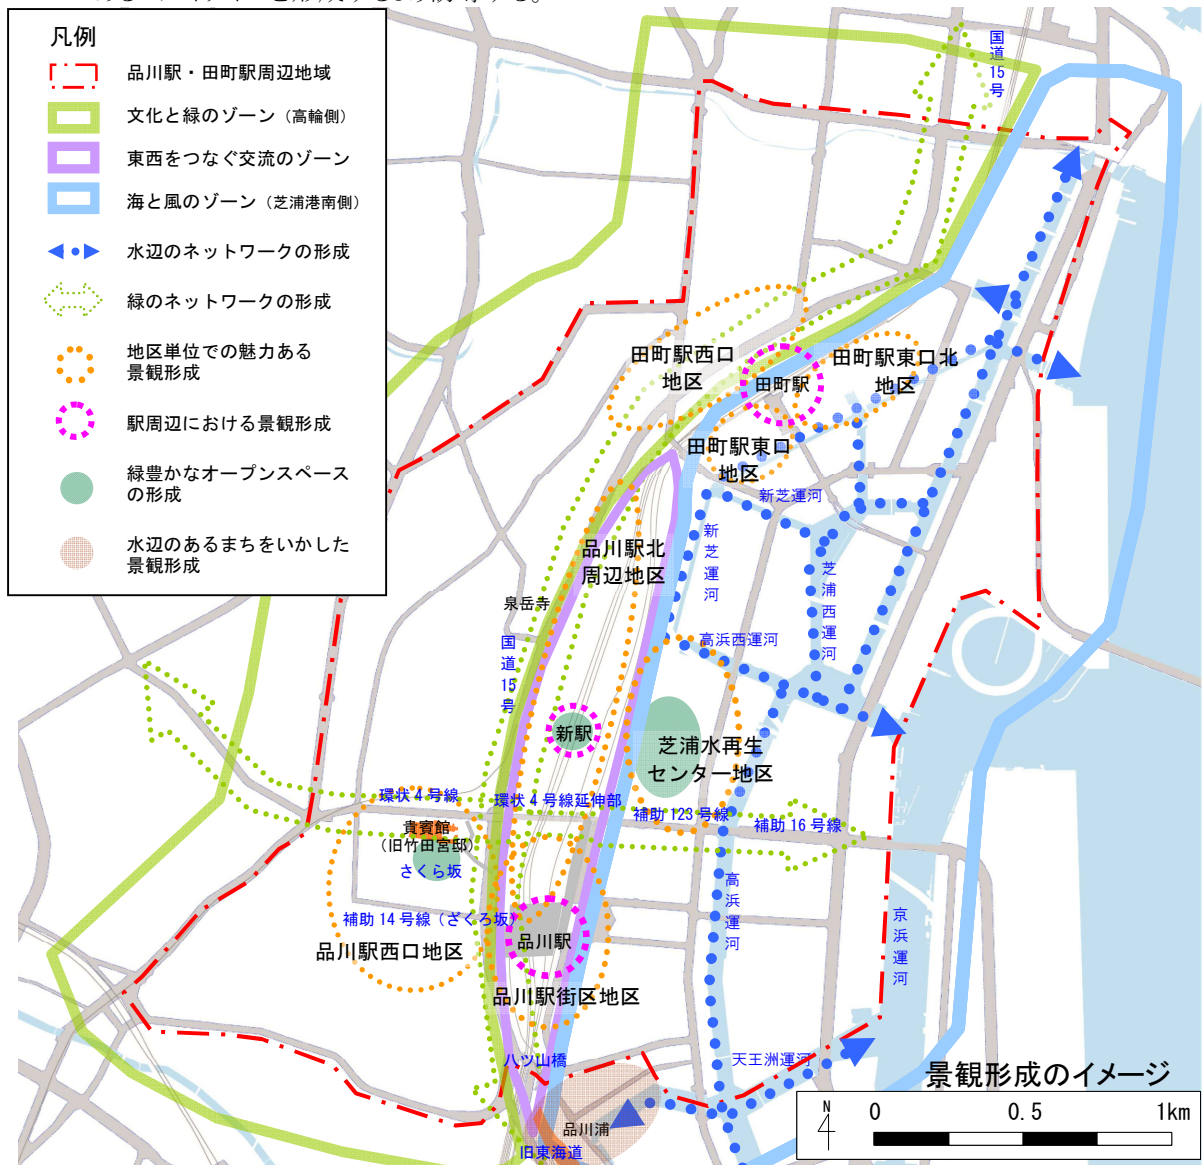 凡例
品川駅・田町駅周辺地域
文化と緑のゾーン（高輪側）
東西をつなぐ交流のゾーン
海と風のゾーン（芝浦港南側）
水辺のネットワークの形成
緑のネットワークの形成
地区単位での魅力ある
景観形成
駅周辺における景観形成
緑豊かなオープンスペース
の形成
水辺のあるまちをいかした
景観形成
国道15号
田町駅西口
地区
田町駅
田町駅東口北
地区
田町駅東口
地区
新芝運河
新芝運河
品川駅北
周辺地区
芝浦西運河
泉岳寺
国道15号
高浜西運河
新駅
芝浦水再生
センター地区
環状4号線
環状4号線延伸部
補助123号線
補助16号線
貴賓館
（旧竹田宮邸）
さくら坂
補助14号線（ざくろ坂）
品川駅西口地区
品川駅
品川駅街区地区
高浜運河
京浜運河
八ツ山橋
天王洲運河
品川浦
旧東海道
景観形成のイメージ
N
0 0.5 1km